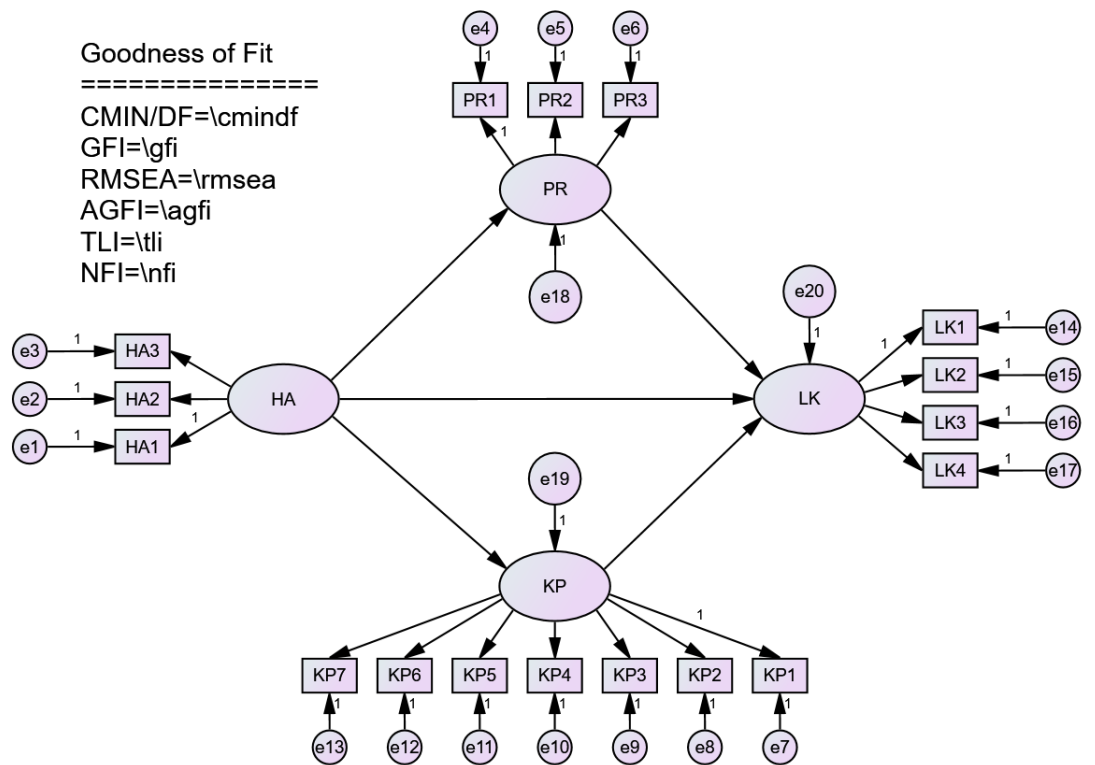 Goodness of Fit
===============
CMIN/DF=\cmindf
GFI=\gfi
RMSEA=\rmsea
AGFI=\agfi
TLI=\tli
NFI=\nfi
e4 e5 e6
1 1 1
PR1 PR2 PR3
1
PR
1
e18
e20
1
e3 1 HA3
e2 1 HA2
1
e1 1 HA1
HA
LK
1
LK1 1 e14
LK2 1 e15
LK3 1 e16
LK4 1 e17
e19
1
KP
1
KP7 KP6 KP5 KP4 KP3 KP2 KP1
1 1 1 1 1 1 1
e13 e12 e11 e10 e9 e8 e7